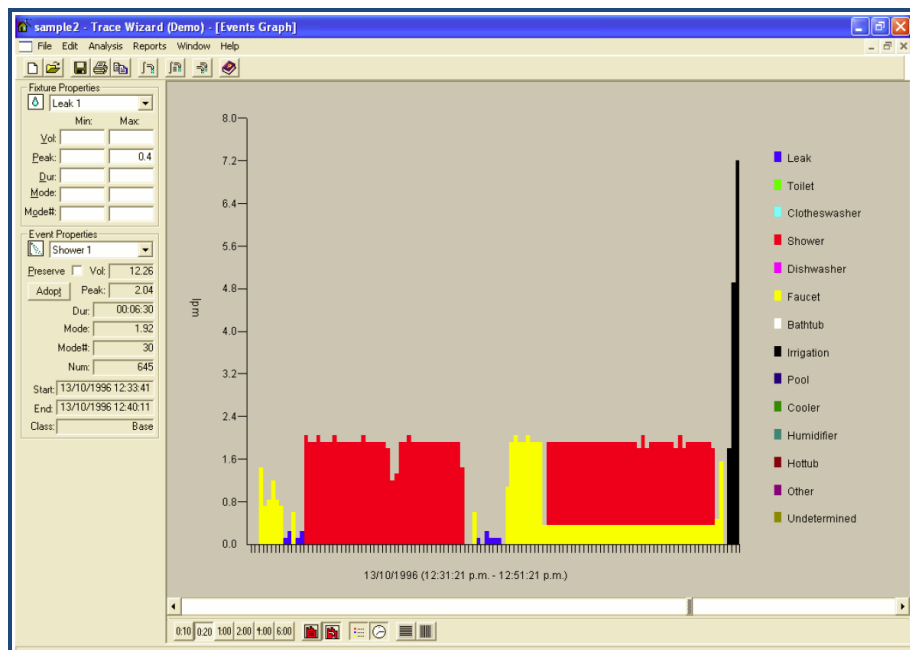 sample2 - Trace Wizard (Demo) - [Events Graph]
File Edit Analysis Reports Window Help
Fixture Properties
Leak 1
Min: Max:
Vol:
Peak: 0.4
Dur:
Mode:
Mode#:
Event Properties
Shower 1
Preserve Vol: 12.26
Adopt Peak: 2.04
Dur: 00:06:30
Mode: 1.92
Mode#: 30
Num: 645
Start: 13/10/1996 12:33:41
End: 13/10/1996 12:40:11
Class: Base
8.0
7.2
6.4
5.6
4.8
4.0
3.2
2.4
1.6
0.8
0.0
lpm
13/10/1996 (12:31:21 p.m. - 12:51:21 p.m.)
Leak
Toilet
Clotheswasher
Shower
Dishwasher
Faucet
Bathtub
Irrigation
Pool
Cooler
Humidifier
Hottub
Other
Undetermined
0:10 0:20 1:00 2:00 4:00 6:00